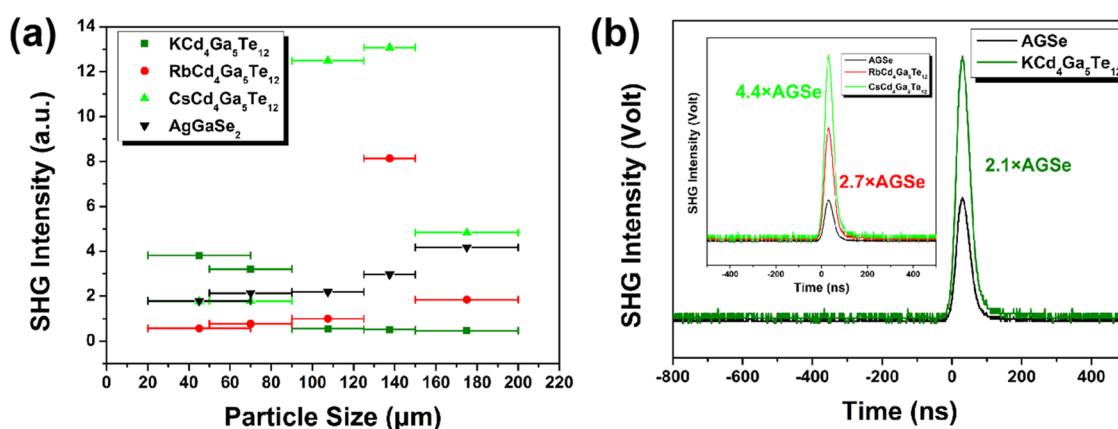 (a)
SHG Intensity (a.u.)
14
12
10
8
6
4
2
0
KCd₄Ga₅Te₁₂
RbCd₄Ga₅Te₁₂
CsCd₄Ga₅Te₁₂
AgGaSe₂
0 20 40 60 80 100 120 140 160 180 200 220
Particle Size (μm)
(b)
SHG Intensity (Volt)
AGSe
KCd₄Ga₅Te₁₂
2.1×AGSe
-800 -600 -400 -200 0 200 400
Time (ns)
SHG Intensity (Volt)
AGSe
RbCd₄Ga₅Te₁₂
CsCd₄Ga₅Te₁₂
4.4×AGSe
2.7×AGSe
-400 -200 0 200 400
Time (ns)